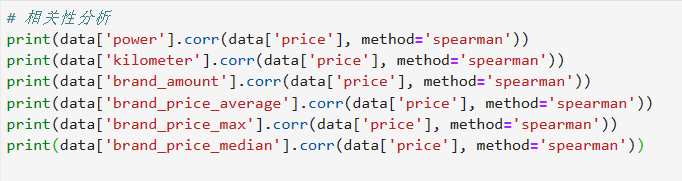 # 相关性分析
print(data['power'].corr(data['price'], method='spearman'))
print(data['kilometer'].corr(data['price'], method='spearman'))
print(data['brand_amount'].corr(data['price'], method='spearman'))
print(data['brand_price_average'].corr(data['price'], method='spearman'))
print(data['brand_price_max'].corr(data['price'], method='spearman'))
print(data['brand_price_median'].corr(data['price'], method='spearman'))